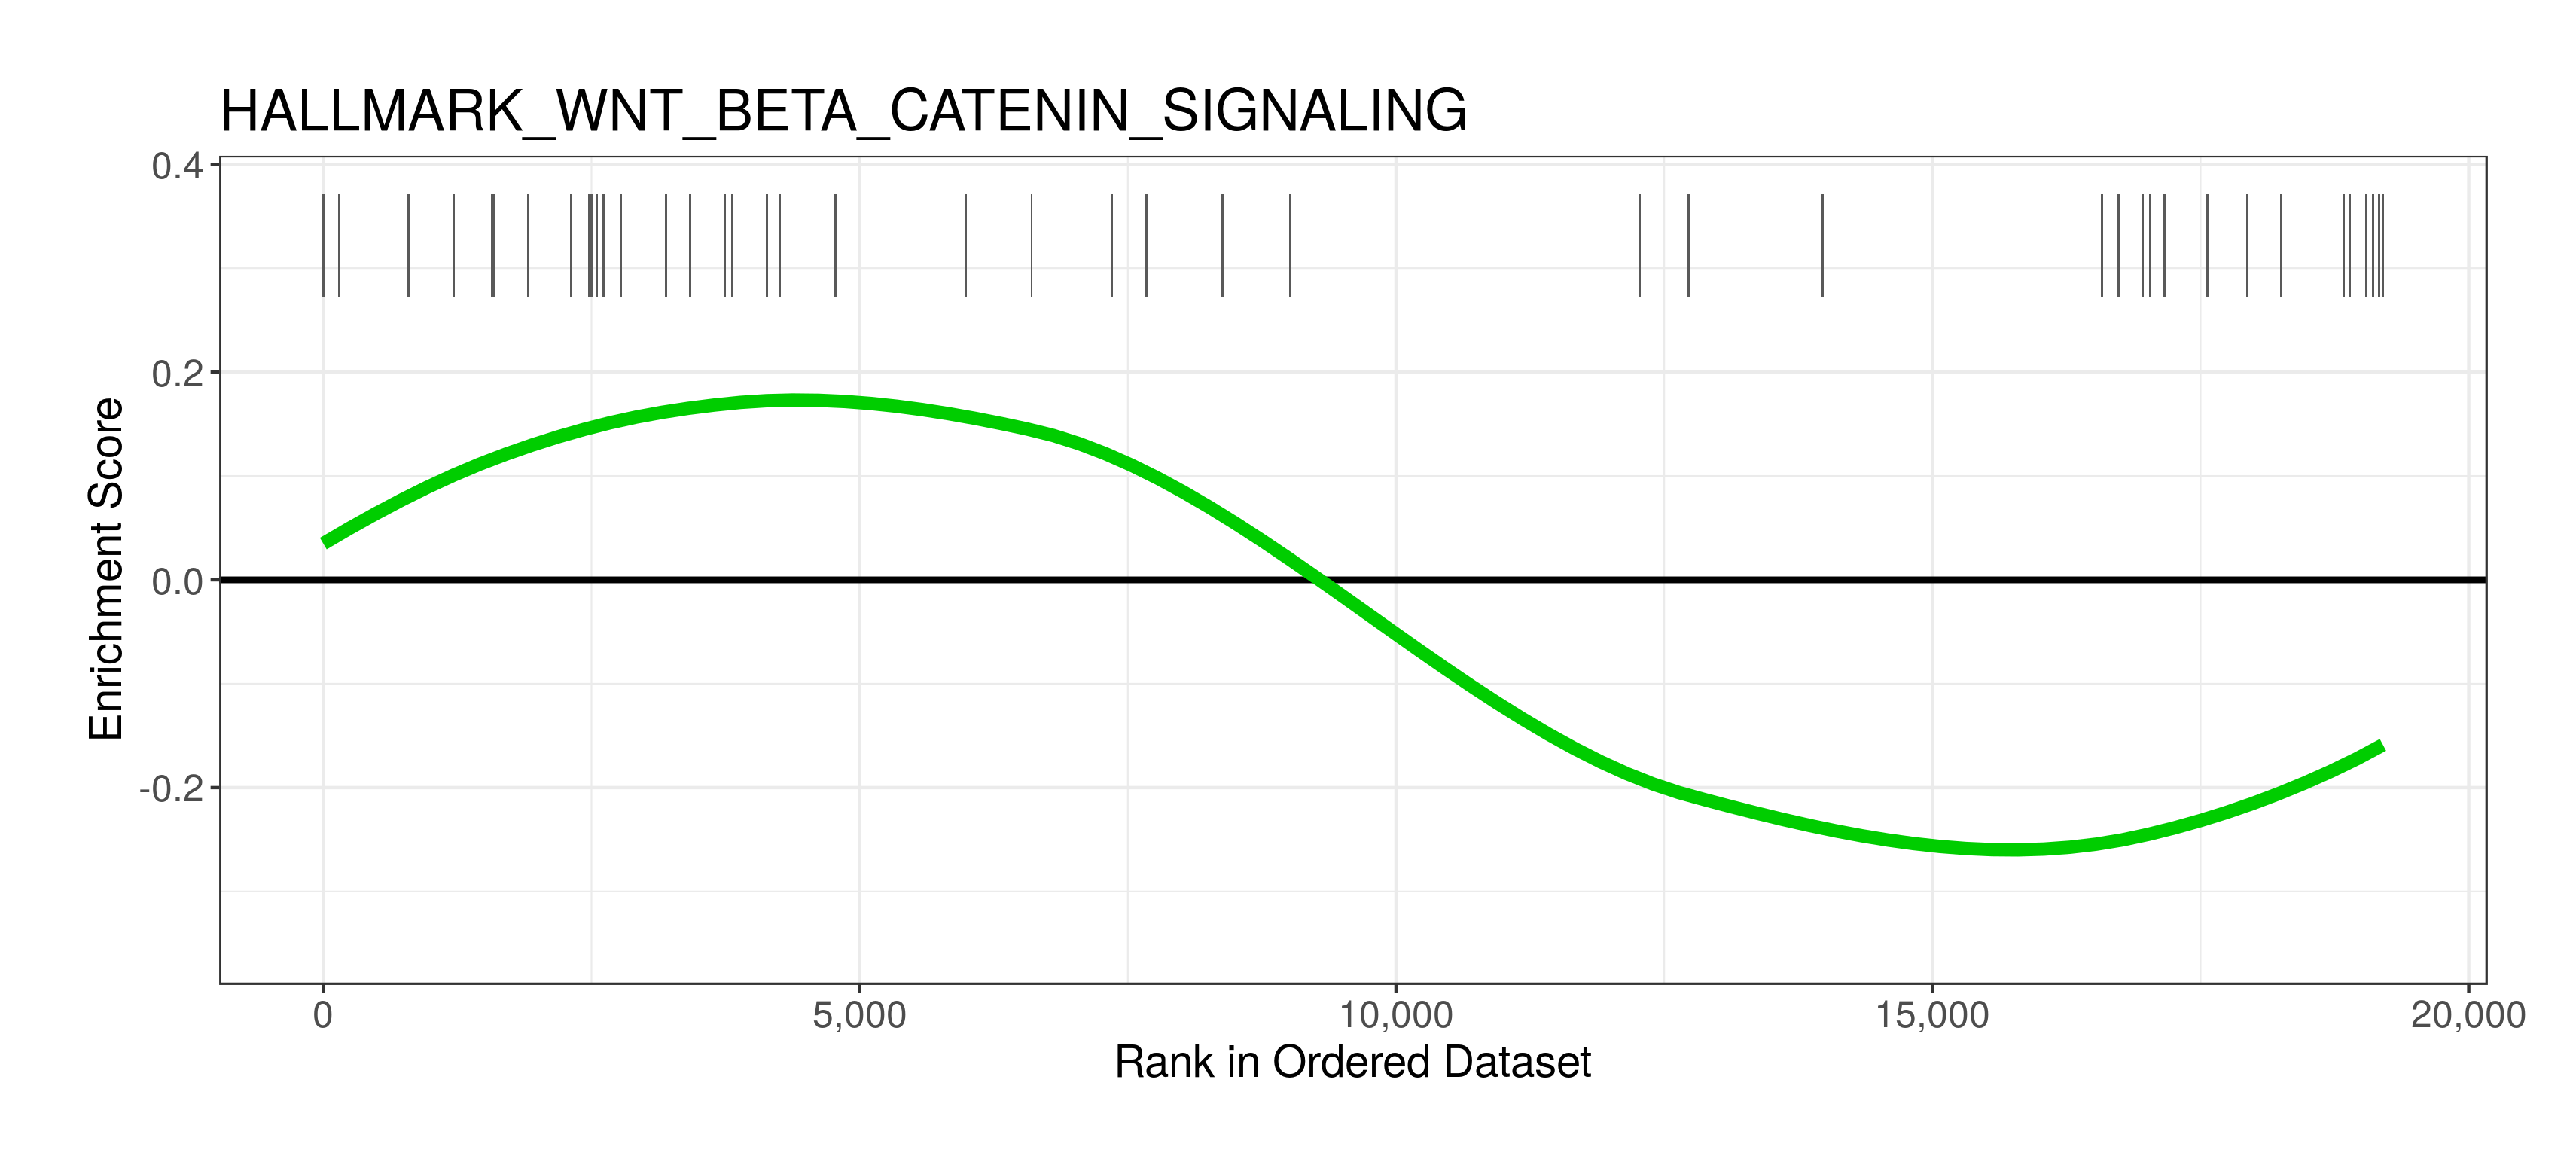 HALLMARK_WNT_BETA_CATENIN_SIGNALING
0.4
0.2
0.0
-0.2
Enrichment Score
0 5,000 10,000 15,000 20,000
Rank in Ordered Dataset